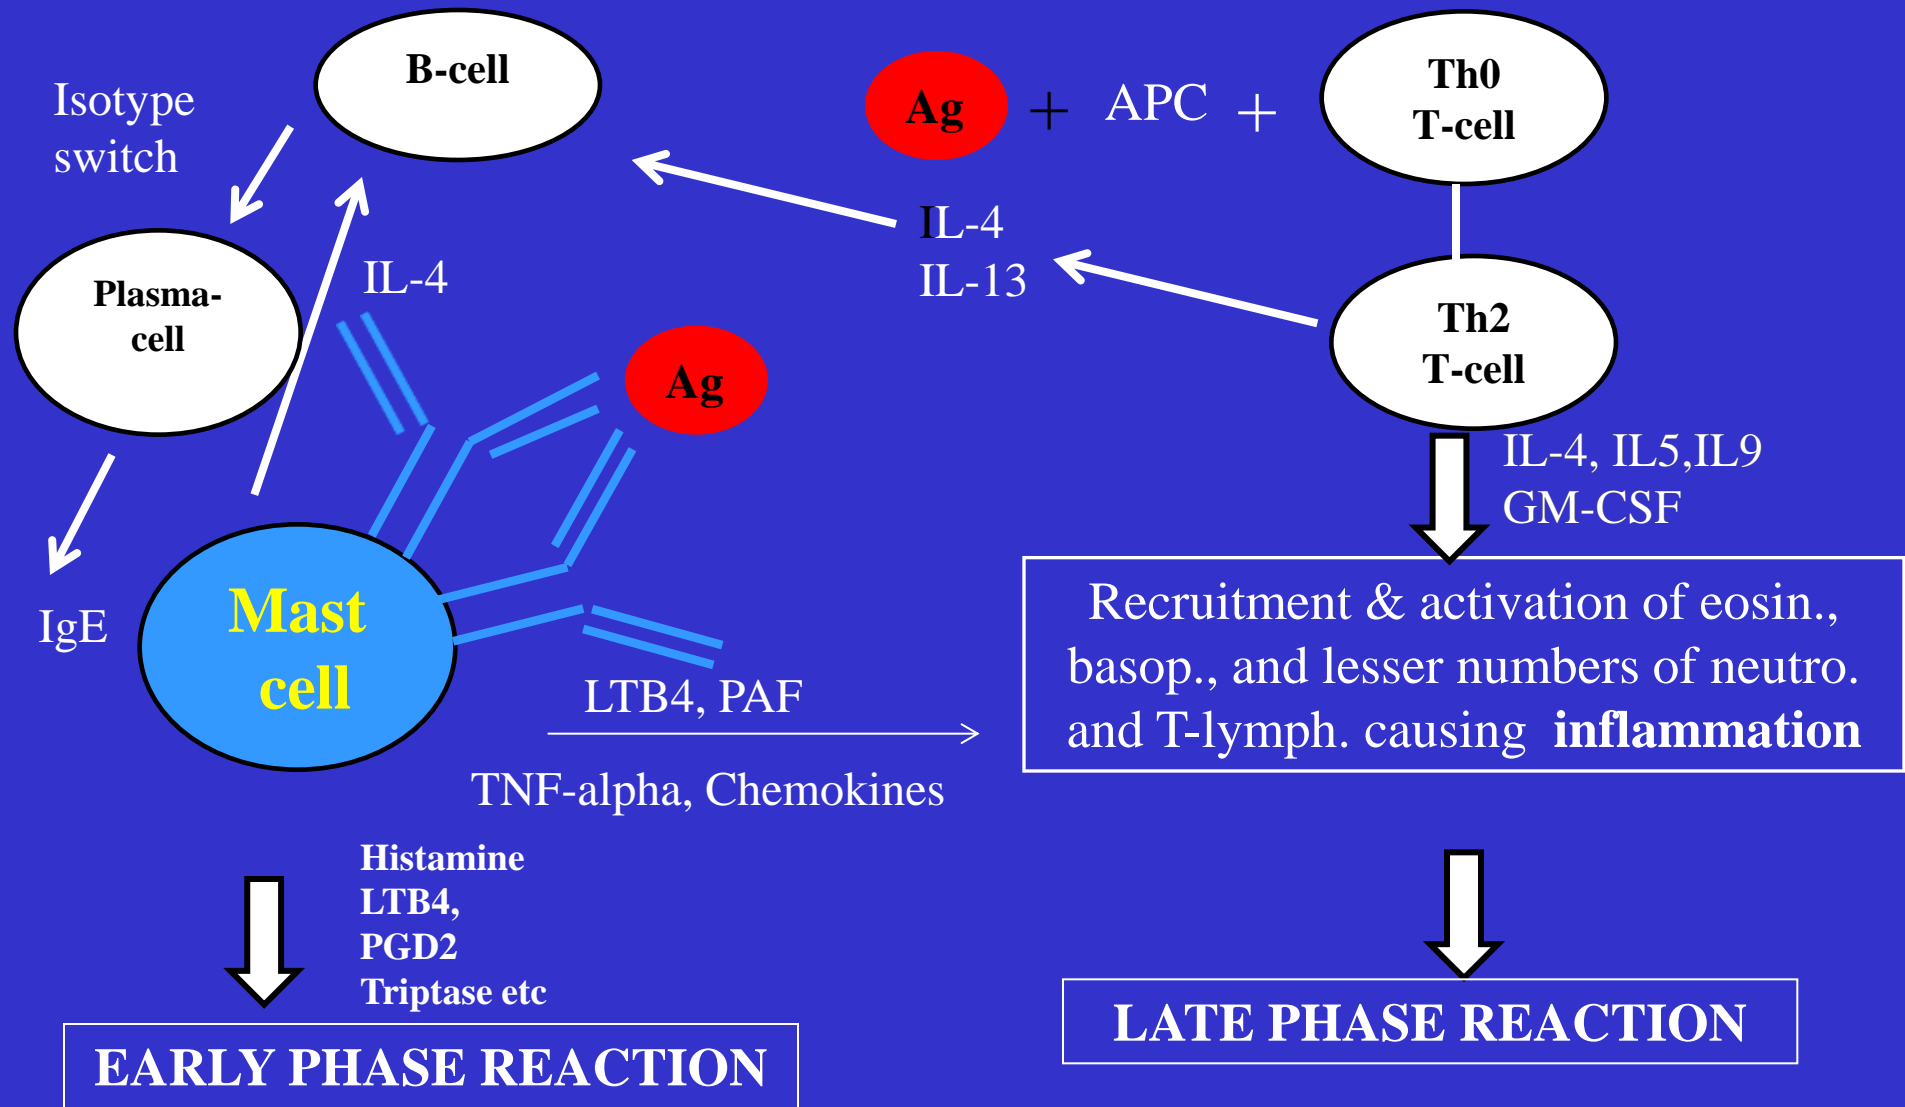 B-cell
Isotype
switch
Ag + APC +
Th0
T-cell
IL-4
IL-13
IL-4
Plasma-
cell
Th2
T-cell
Ag
IL-4, IL5,IL9
GM-CSF
IgE
Mast
cell
Recruitment & activation of eosin.,
basop., and lesser numbers of neutro.
and T-lymph. causing inflammation
LTB4, PAF
TNF-alpha, Chemokines
Histamine
LTB4,
PGD2
Triptase etc
EARLY PHASE REACTION
LATE PHASE REACTION